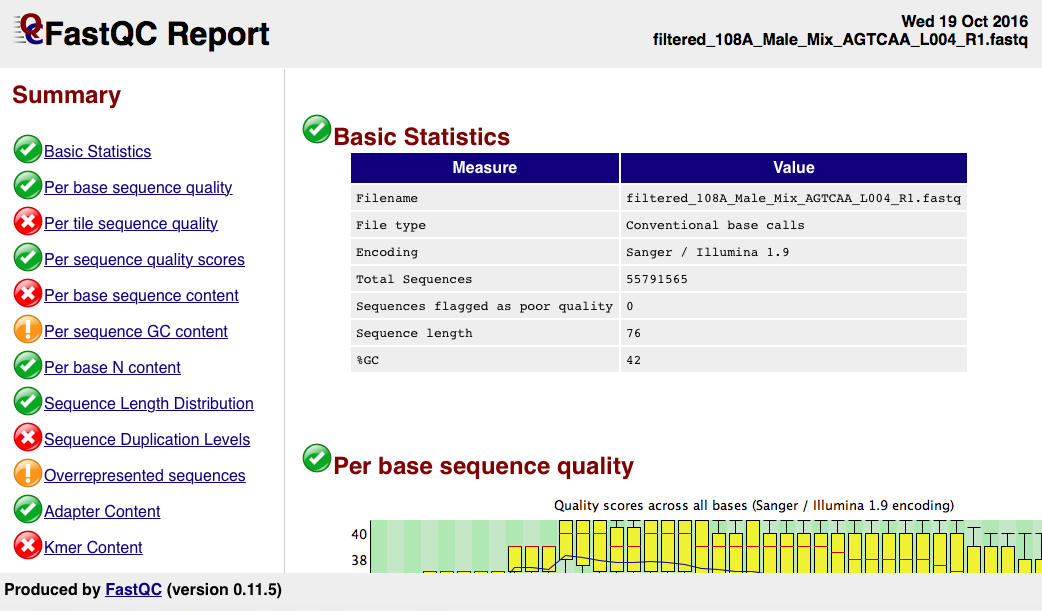 FastQC Report
Wed 19 Oct 2016
filtered_108A_Male_Mix_AGTCAA_L004_R1.fastq
Summary
Basic Statistics
Per base sequence quality
Per tile sequence quality
Per sequence quality scores
Per base sequence content
Per sequence GC content
Per base N content
Sequence Length Distribution
Sequence Duplication Levels
Overrepresented sequences
Adapter Content
Kmer Content
Basic Statistics
Measure Value
Filename filtered_108A_Male_Mix_AGTCAA_L004_R1.fastq
File type Conventional base calls
Encoding Sanger / Illumina 1.9
Total Sequences 55791565
Sequences flagged as poor quality 0
Sequence length 76
%GC 42
Per base sequence quality
Quality scores across all bases (Sanger / Illumina 1.9 encoding)
40
38
Produced by FastQC (version 0.11.5)